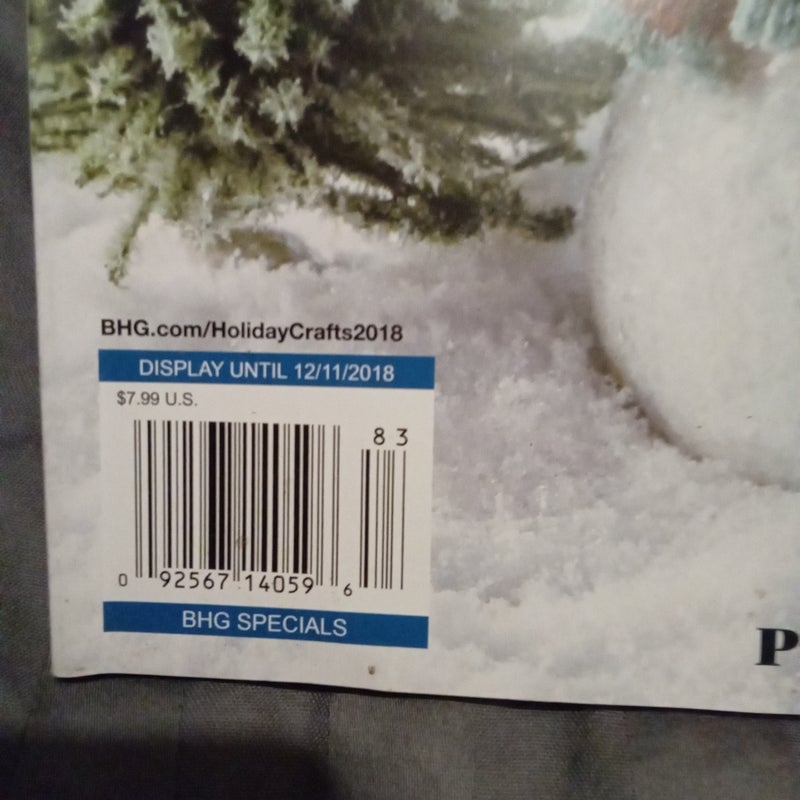 BHG.com/HolidayCrafts2018
DISPLAY UNTIL 12/11/2018
$7.99 U.S.
8 3
0 92567 14059 6
BHG SPECIALS
P